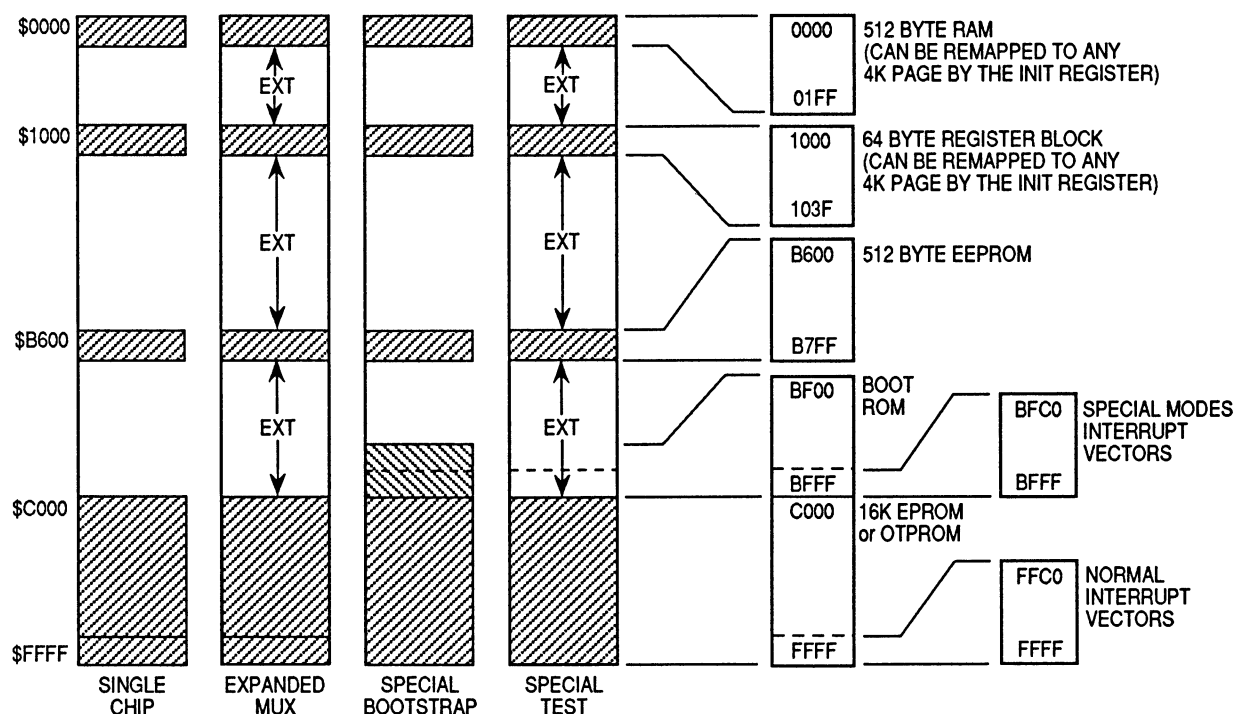 $0000
$1000
$B600
$C000
$FFFF
EXT
EXT
EXT
EXT
EXT
EXT
SINGLE
CHIP
EXPANDED
MUX
SPECIAL
BOOTSTRAP
SPECIAL
TEST
0000
01FF
512 BYTE RAM
(CAN BE REMAPPED TO ANY
4K PAGE BY THE INIT REGISTER)
1000
103F
64 BYTE REGISTER BLOCK
(CAN BE REMAPPED TO ANY
4K PAGE BY THE INIT REGISTER)
B600
B7FF
512 BYTE EEPROM
BF00
BFFF
BOOT
ROM
BFC0
BFFF
SPECIAL MODES
INTERRUPT
VECTORS
C000
FFFF
16K EPROM
or OTPROM
FFC0
FFFF
NORMAL
INTERRUPT
VECTORS